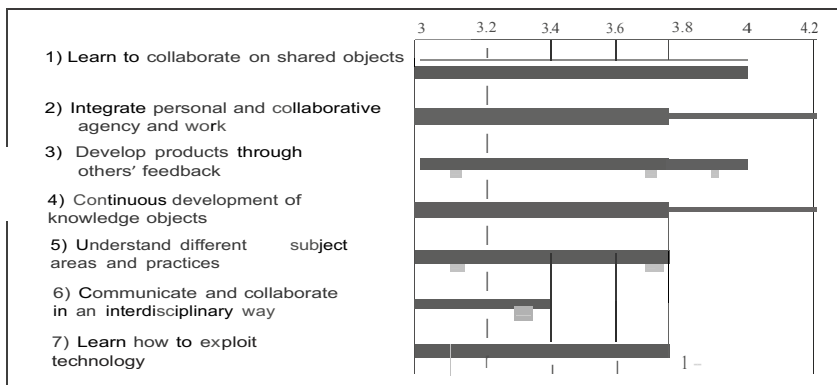 3 3.2 3.4 3.6 3.8 4 4.2
1) Learn to collaborate on shared objects
2) Integrate personal and collaborative
agency and work
3) Develop products through
others' feedback
4) Continuous development of
knowledge objects
5) Understand different subject
areas and practices
6) Communicate and collaborate
in an interdisciplinary way
7) Learn how to exploit
technology